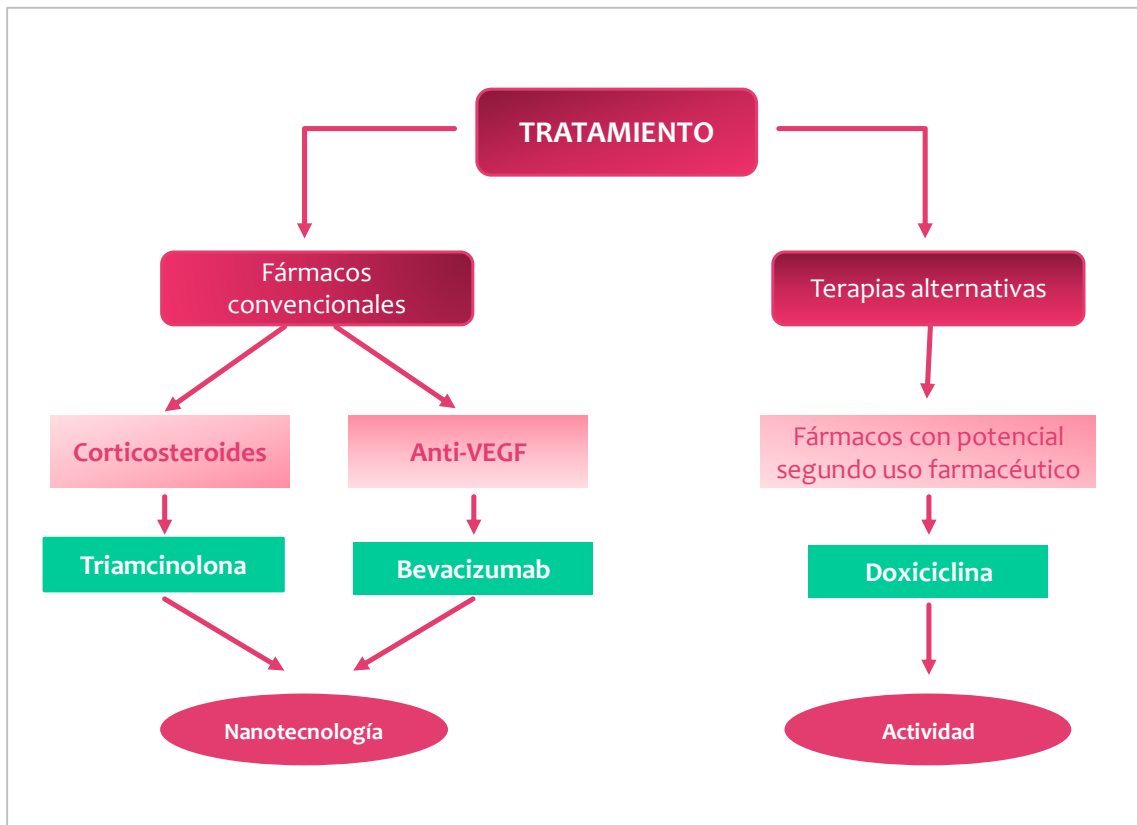 TRATAMIENTO
Fármacos
convencionales
Terapias alternativas
Corticosteroides
Anti-VEGF
Fármacos con potencial
segundo uso farmacéutico
Triamcinolona
Bevacizumab
Doxiciclina
Nanotecnología
Actividad